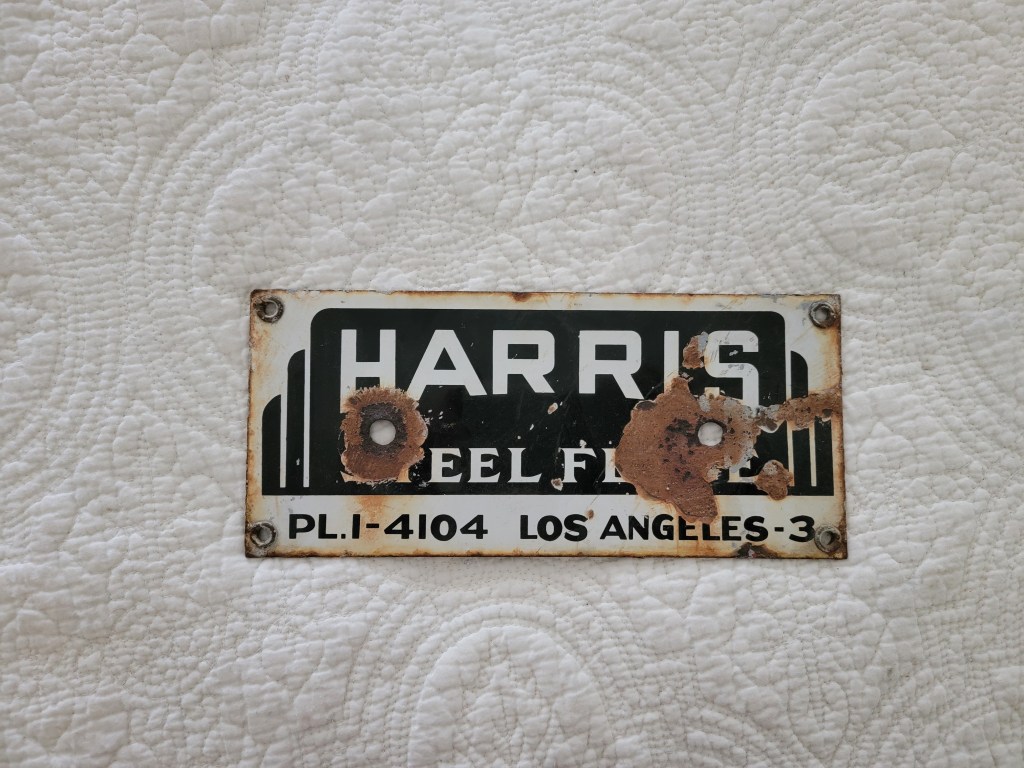 HARRIS
PL.1-4104 LOS ANGELES-3